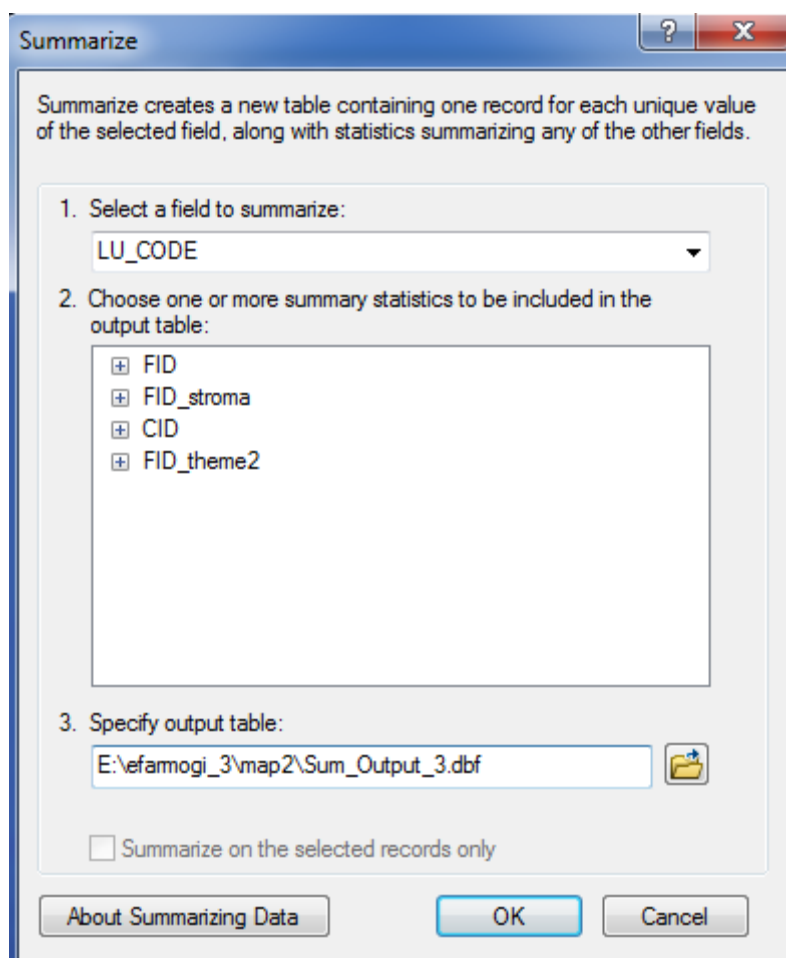 Summarize
Summarize creates a new table containing one record for each unique value
of the selected field, along with statistics summarizing any of the other fields.
1. Select a field to summarize:
LU_CODE
2. Choose one or more summary statistics to be included in the
output table:
FID
FID_stroma
CID
FID_theme2
3. Specify output table:
E:\efarmogi_3\map2\Sum_Output_3.dbf
Summarize on the selected records only
About Summarizing Data
OK
Cancel